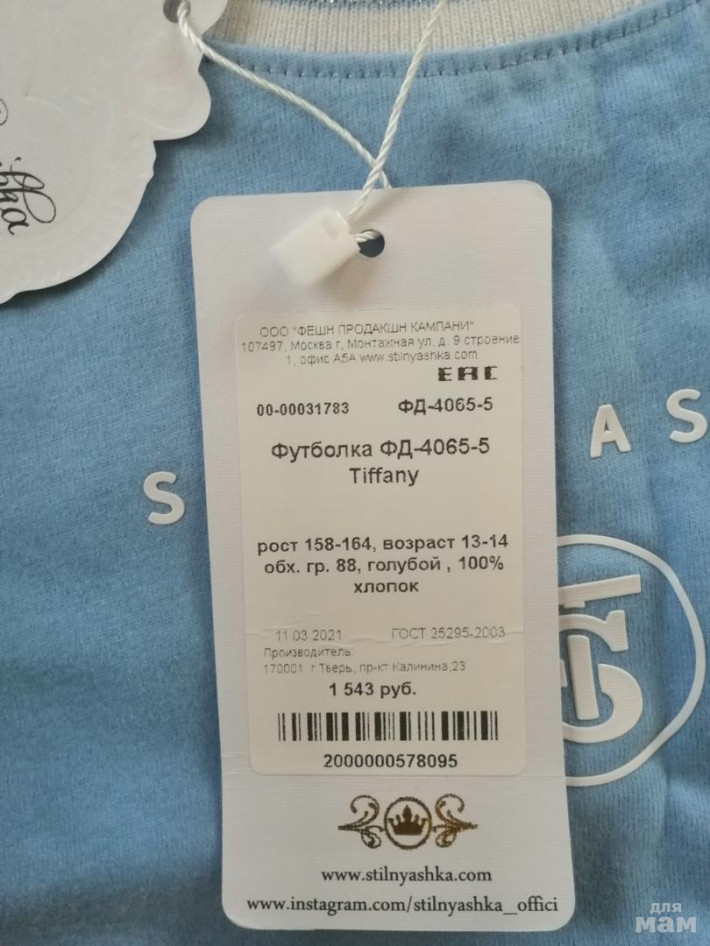 ООО "ФЕШН ПРОДАКШН КАМПАНИ"
107497, Москва г, Монтажная ул, д. 9 строение
1, офис А5А www.stilnyashka.com
ЕАС
00-00031783 ФД-4065-5
Футболка ФД-4065-5
Tiffany
рост 158-164, возраст 13-14
обх. гр. 88, голубой , 100%
хлопок
11.03.2021 ГОСТ 25295-2003
Производитель:
170001 г.Тверь, пр-кт Калинина,23
1 543 руб.
2000000578095
www.stilnyashka.com
www.instagram.com/stilnyashka__offici
S A S
для
мам